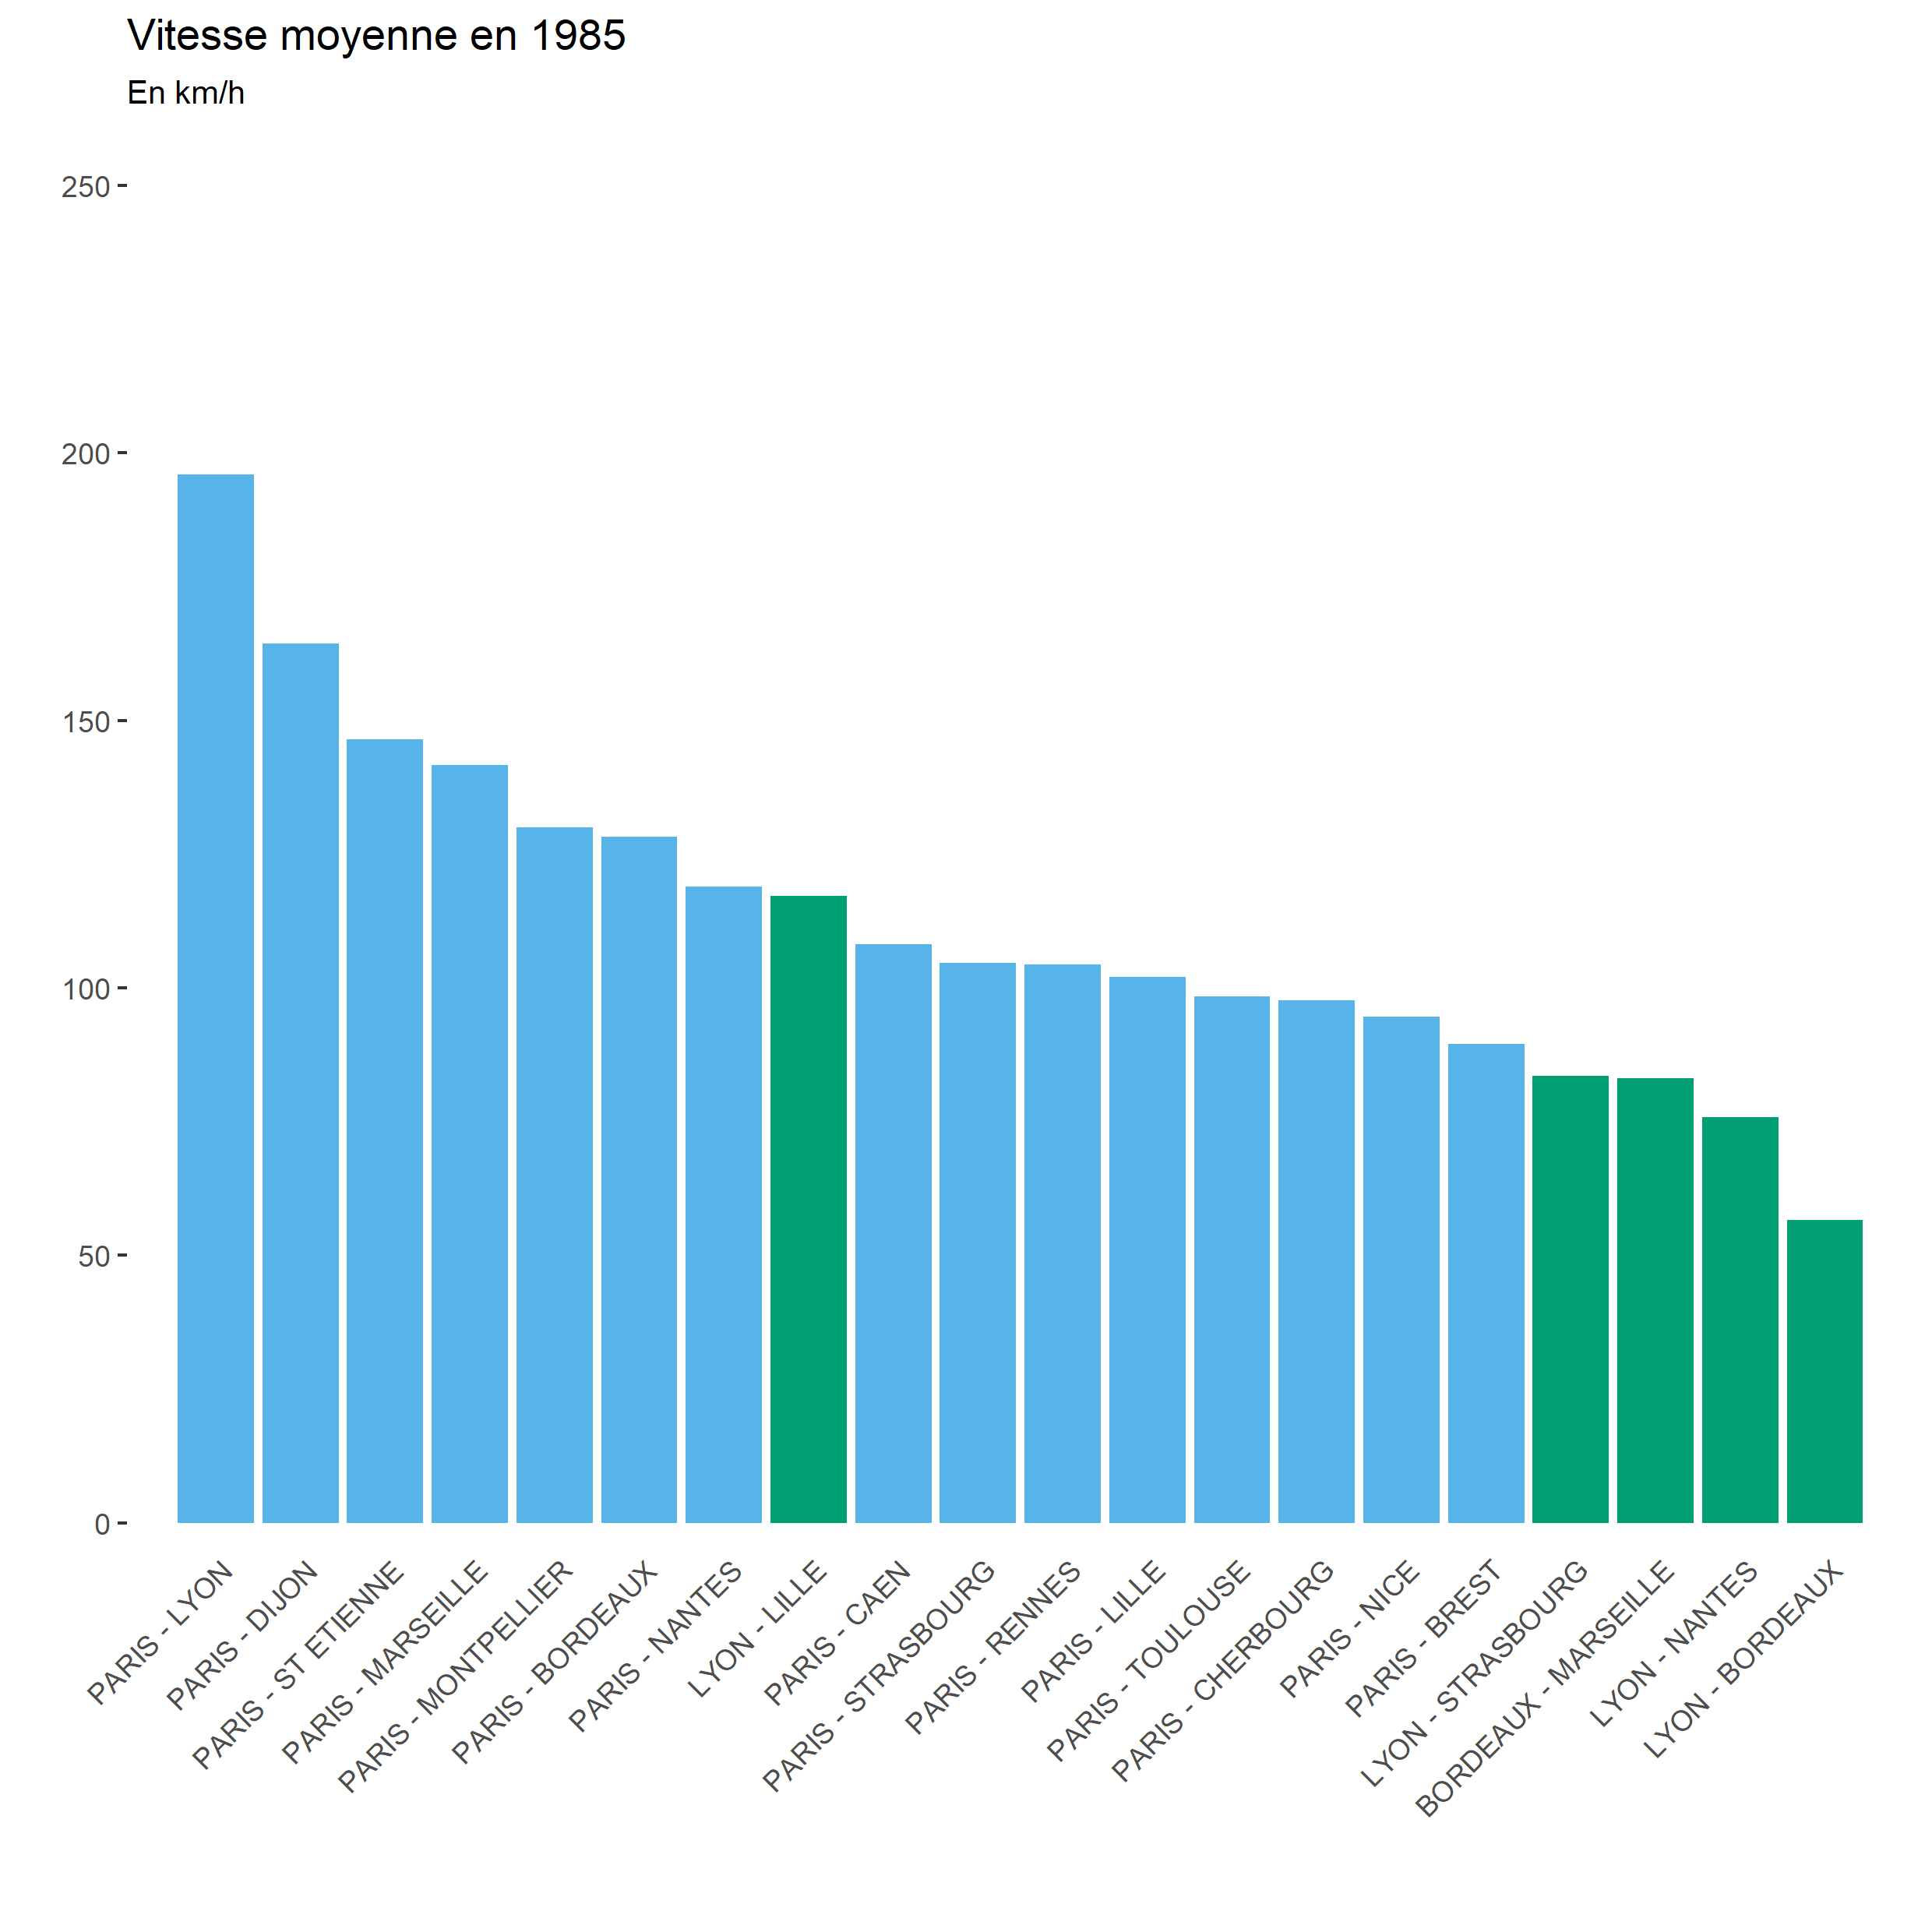 Vitesse moyenne en 1985
En km/h
250
200
150
100
50
0
PARIS - LYON
PARIS - DIJON
PARIS - ST ETIENNE
PARIS - MARSEILLE
PARIS - MONTPELLIER
PARIS - BORDEAUX
PARIS - NANTES
LYON - LILLE
PARIS - CAEN
PARIS - STRASBOURG
PARIS - RENNES
PARIS - LILLE
PARIS - TOULOUSE
PARIS - CHERBOURG
PARIS - NICE
PARIS - BREST
LYON - STRASBOURG
BORDEAUX - MARSEILLE
LYON - NANTES
LYON - BORDEAUX